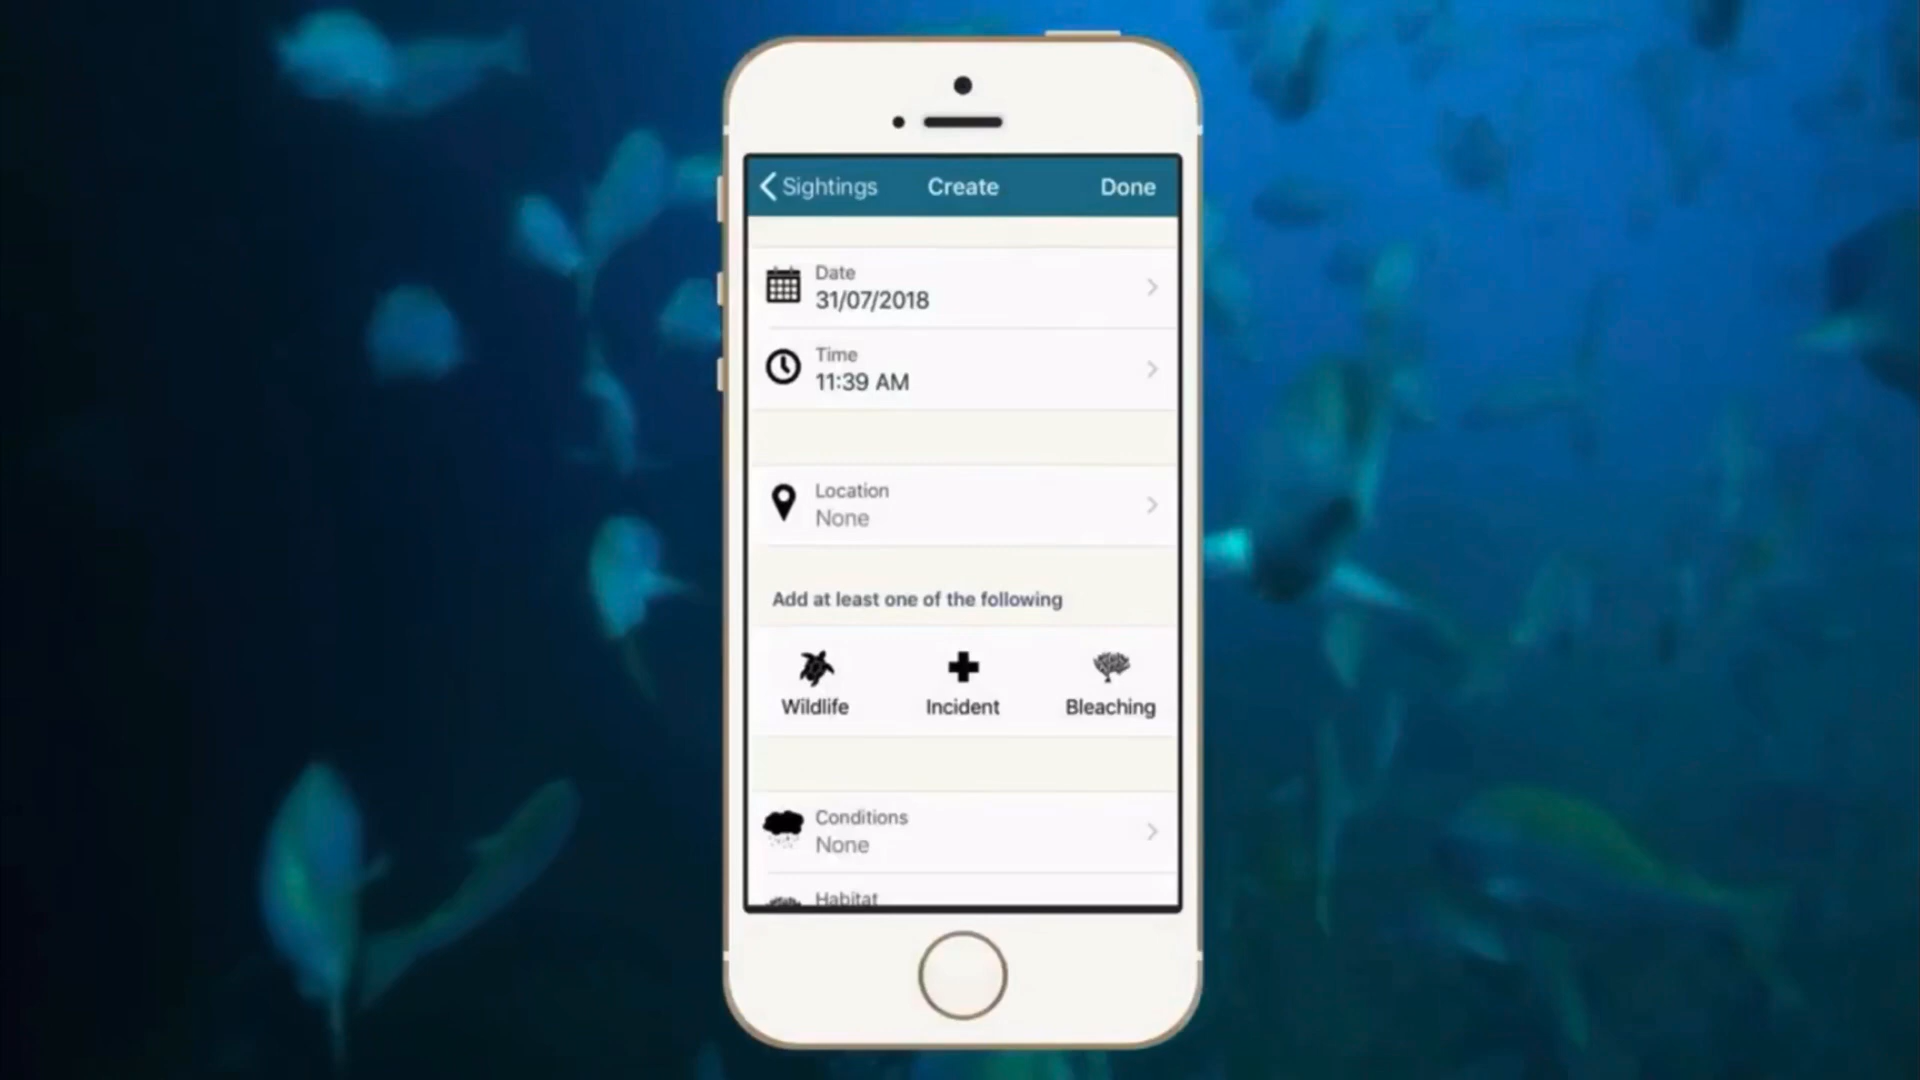 Sightings Create Done
Date
31/07/2018
Time
11:39 AM
Location
None
Add at least one of the following
Wildlife Incident Bleaching
Conditions
None
Habitat